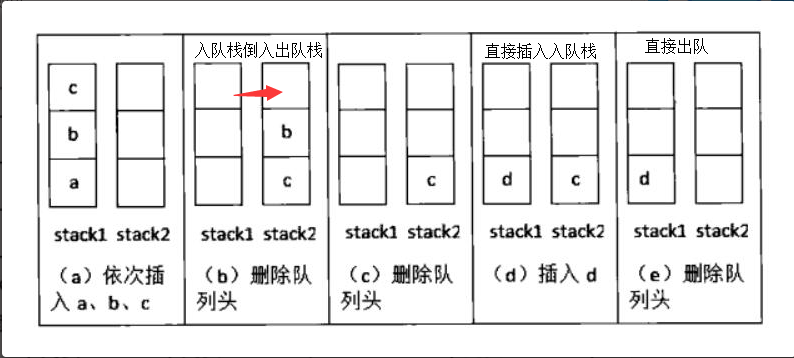 入队栈倒入出队栈
直接插入入队栈
直接出队
c
b
a
b
c
c
d
c
d
stack1 stack2
stack1 stack2
stack1 stack2
stack1 stack2
stack1 stack2
（a）依次插
入 a、b、c
（b）删除队
列头
（c）删除队
列头
（d）插入 d
（e）删除队
列头